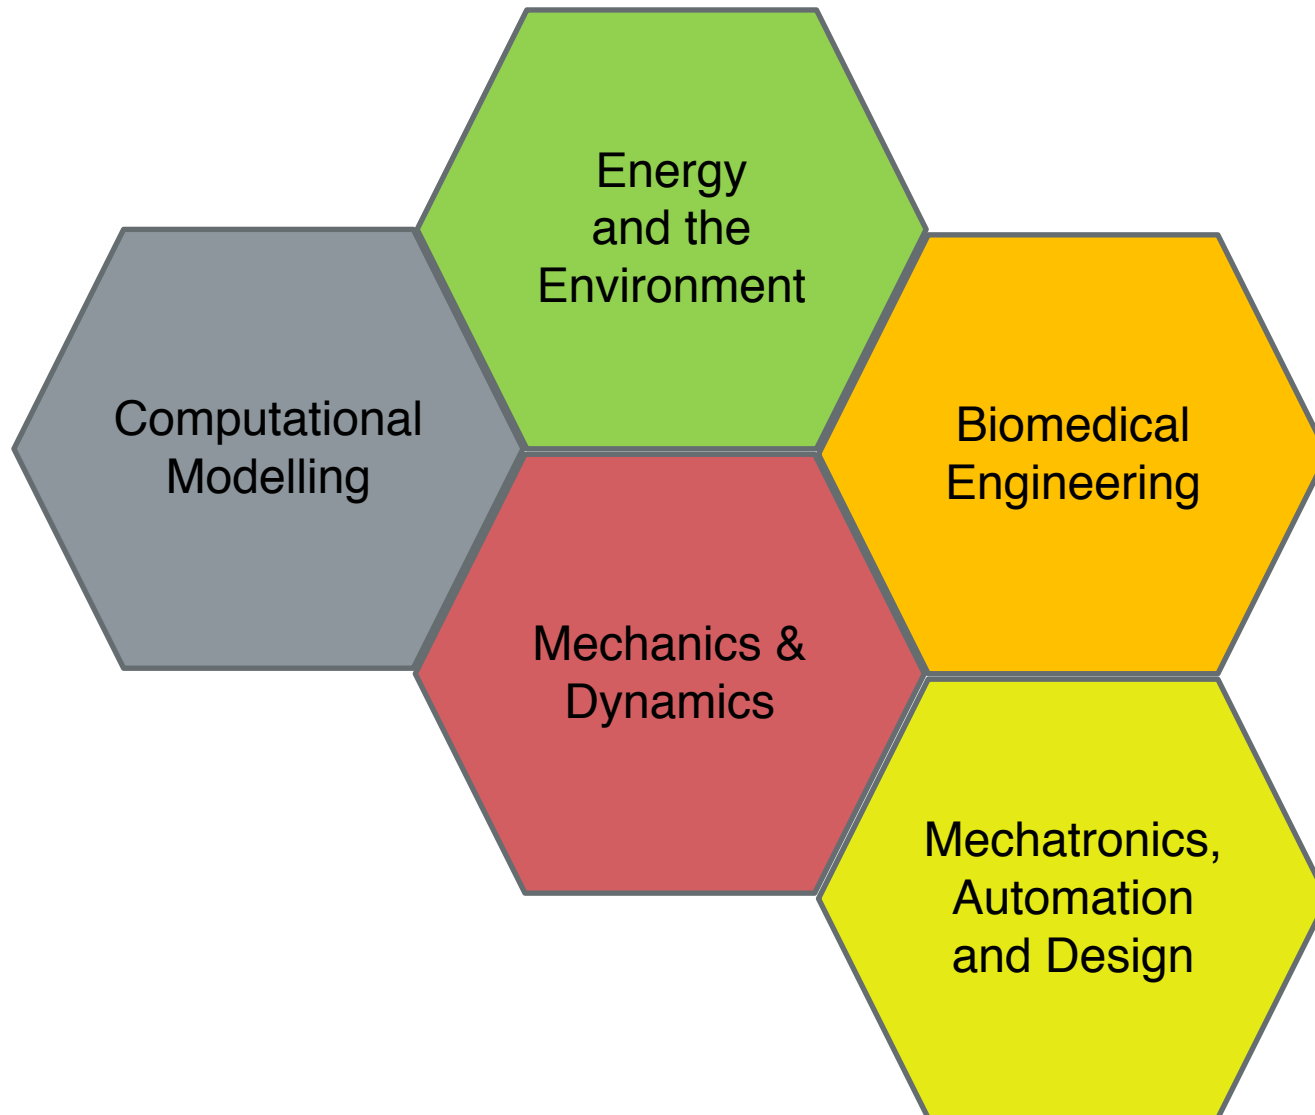 Energy
and the
Environment
Computational
Modelling
Biomedical
Engineering
Mechanics &
Dynamics
Mechatronics,
Automation
and Design